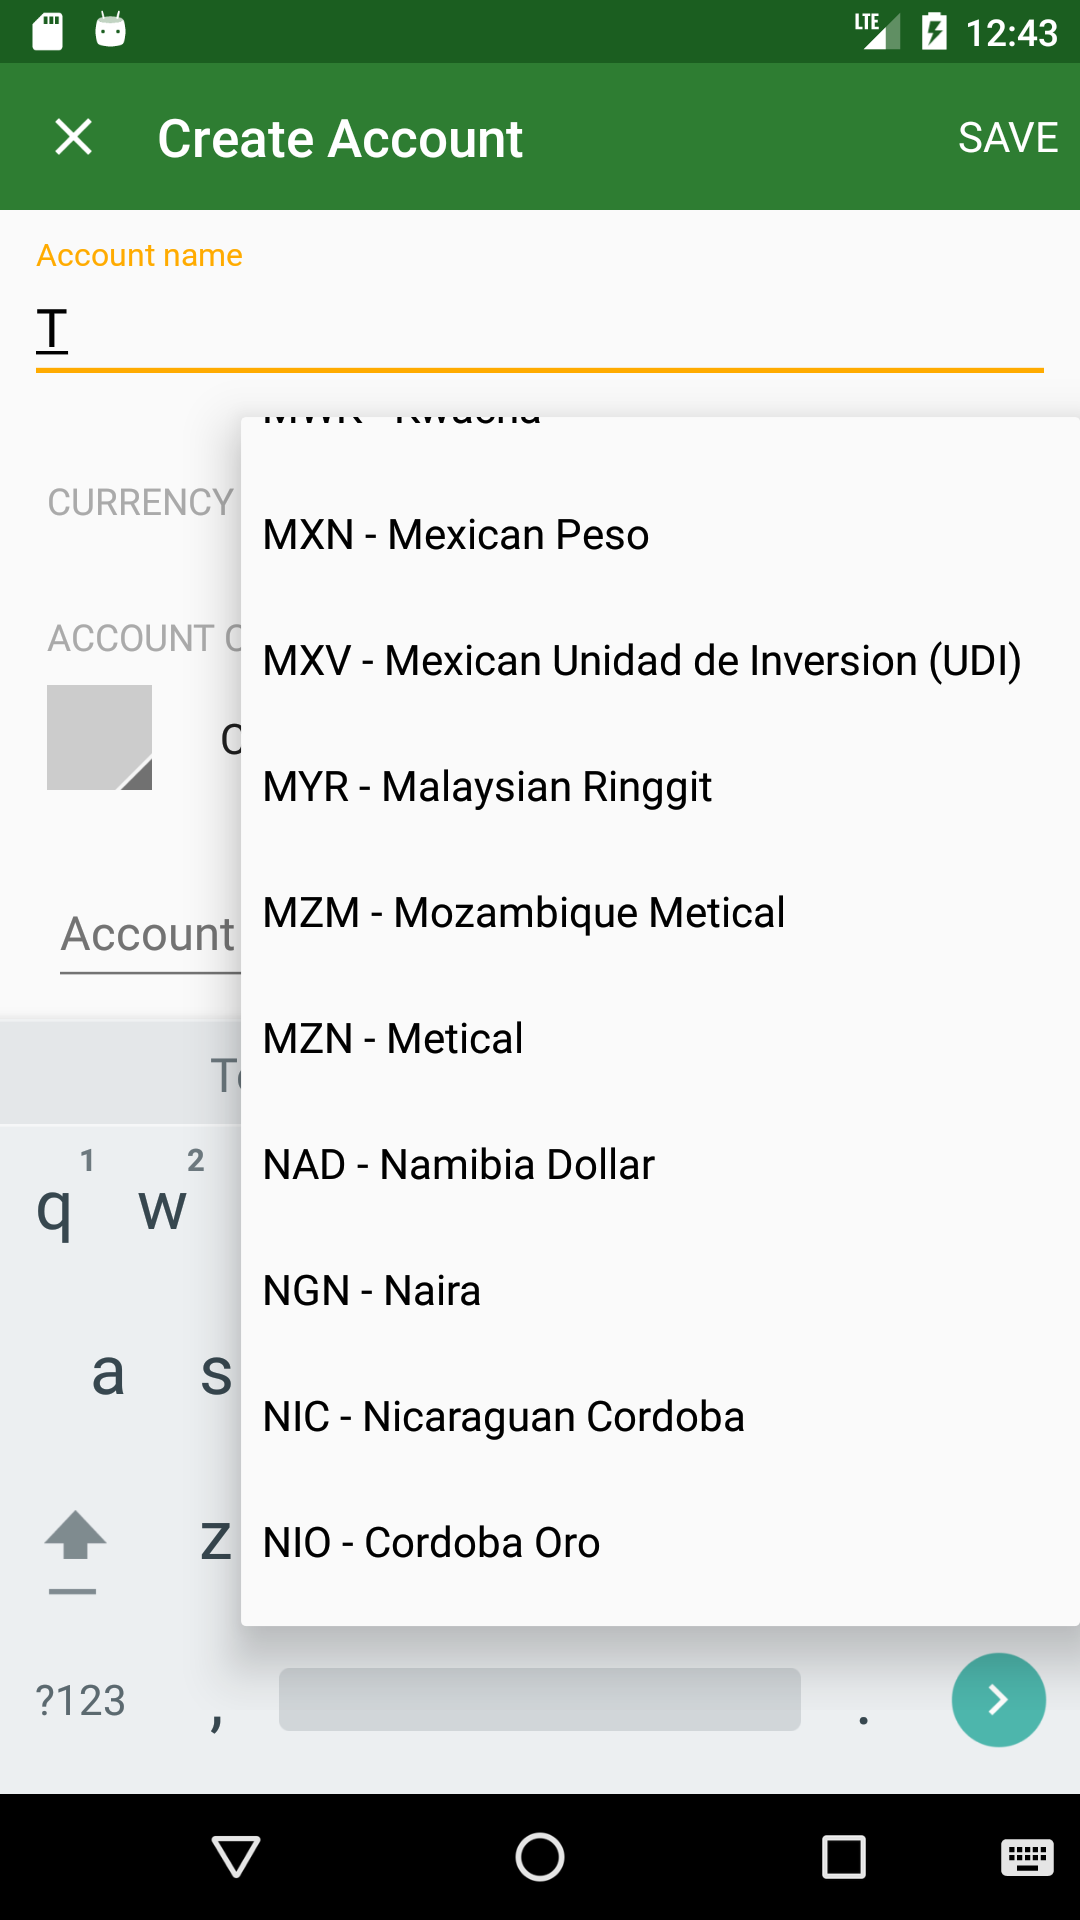 LTE 12:43
Create Account
SAVE
Account name
T
MWK - Kwacha
CURRENCY
MXN - Mexican Peso
ACCOUNT
MXV - Mexican Unidad de Inversion (UDI)
MYR - Malaysian Ringgit
MZM - Mozambique Metical
Account
MZN - Metical
NAD - Namibia Dollar
1 2
q w
NGN - Naira
a s
NIC - Nicaraguan Cordoba
z
NIO - Cordoba Oro
?123 , .